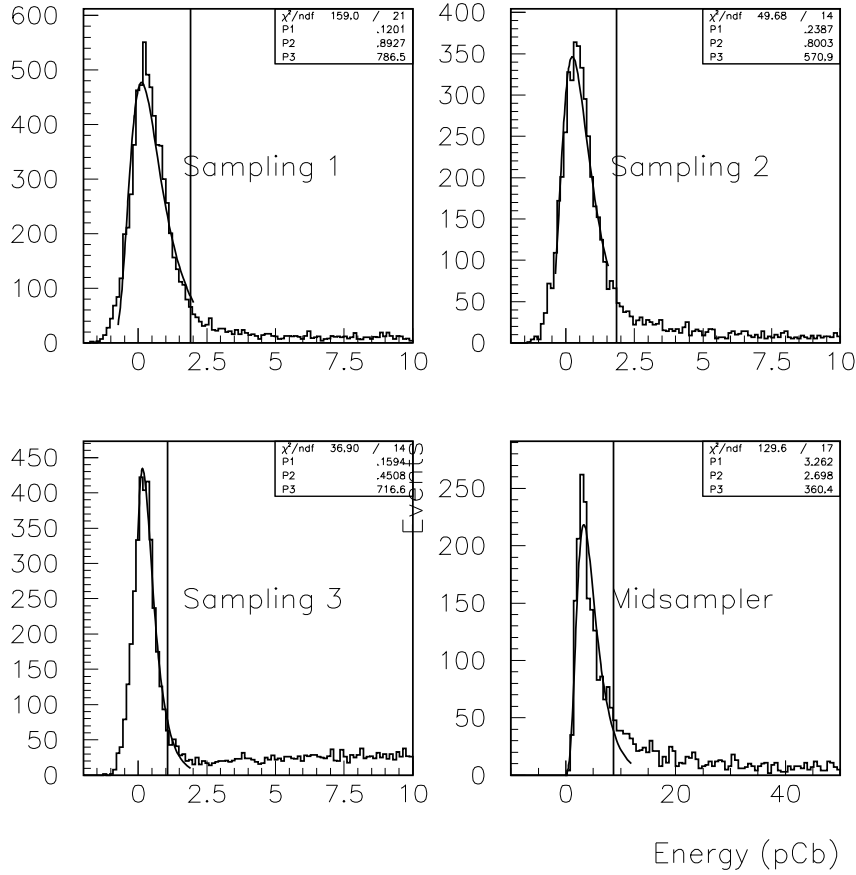 χ²/ndf 159.0 / 21
P1 .1201
P2 .8927
P3 786.5
600
500
400
300
200
100
0
Sampling 1
0 2.5 5 7.5 10
χ²/ndf 49.68 / 14
P1 .2387
P2 .8003
P3 570.9
400
350
300
250
200
150
100
50
0
Sampling 2
0 2.5 5 7.5 10
χ²/ndf 36.90 / 14
P1 .1594
P2 .4508
P3 716.6
450
400
350
300
250
200
150
100
50
0
Sampling 3
0 2.5 5 7.5 10
Events
χ²/ndf 129.6 / 17
P1 3.262
P2 2.698
P3 360.4
250
200
150
100
50
0
Midsampler
0 20 40
Energy (pCb)